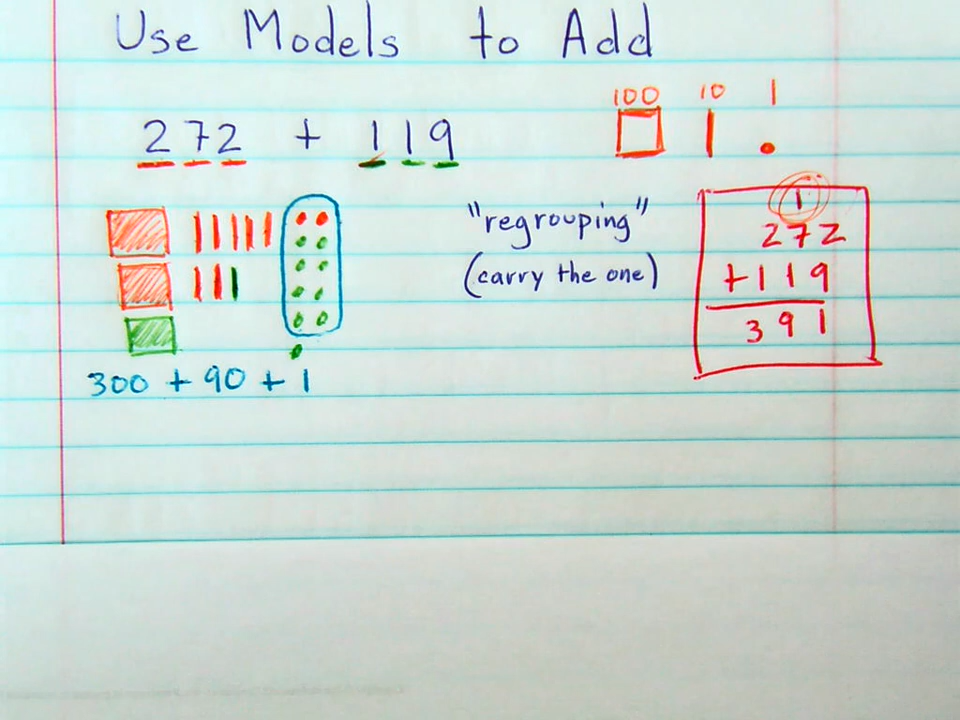 Use Models to Add
100 10 1
272 + 119
"regrouping"
(carry the one)
300 + 90 + 1
1
272
+119
391